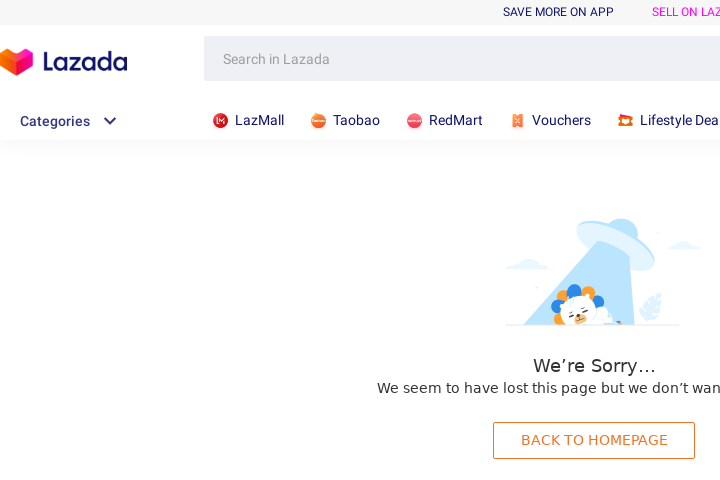 SAVE MORE ON APP
SELL ON LAZ
Lazada
Search in Lazada
Categories
LazMall
Taobao
RedMart
Vouchers
Lifestyle Dea
We’re Sorry...
We seem to have lost this page but we don’t wan
BACK TO HOMEPAGE